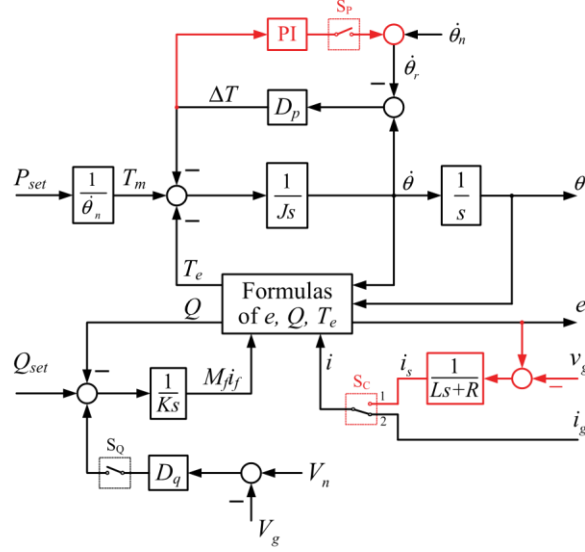 S_P
PI
θ̇_n
θ̇_r
ΔT
D_p
P_set
1/θ̇_n
T_m
1/Js
θ̇
1/s
θ
T_e
Formulas
of e, Q, T_e
Q
e
i
i_s
1/(Ls+R)
v_g
S_C
1
2
i_g
Q_set
1/Ks
M_f i_f
S_Q
D_q
V_n
V_g